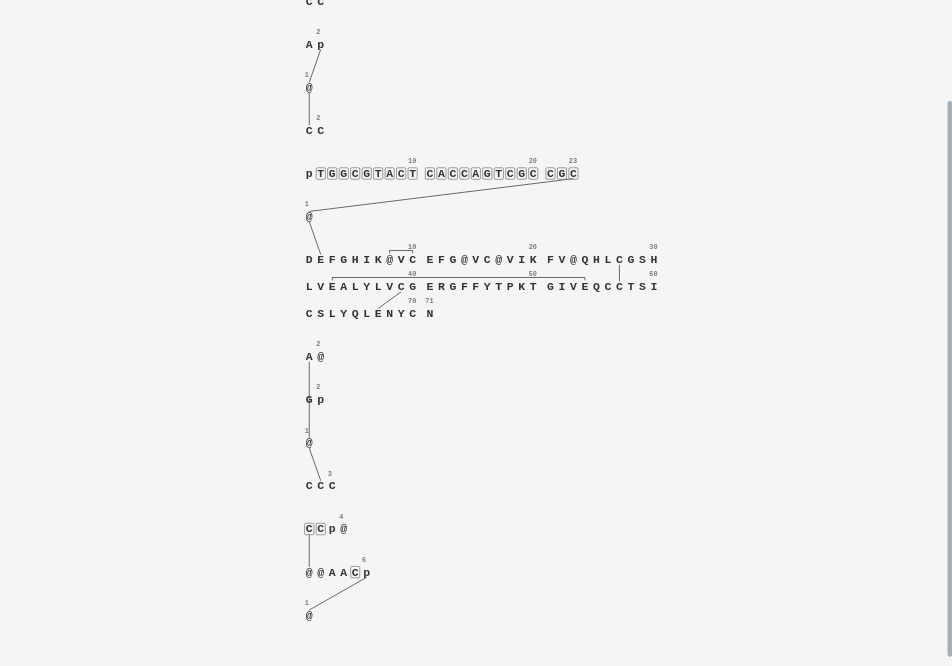 C C
2
A p
1
@
2
C C
10 20 23
p T G G C G T A C T C A C C A G T C G C C G C
1
@
10 20 30
D E F G H I K @ V C E F G @ V C @ V I K F V @ Q H L C G S H
40 50 60
L V E A L Y L V C G E R G F F Y T P K T G I V E Q C C T S I
70 71
C S L Y Q L E N Y C N
2
A @
2
G p
1
@
3
C C C
4
C C p @
6
@ @ A A C p
1
@